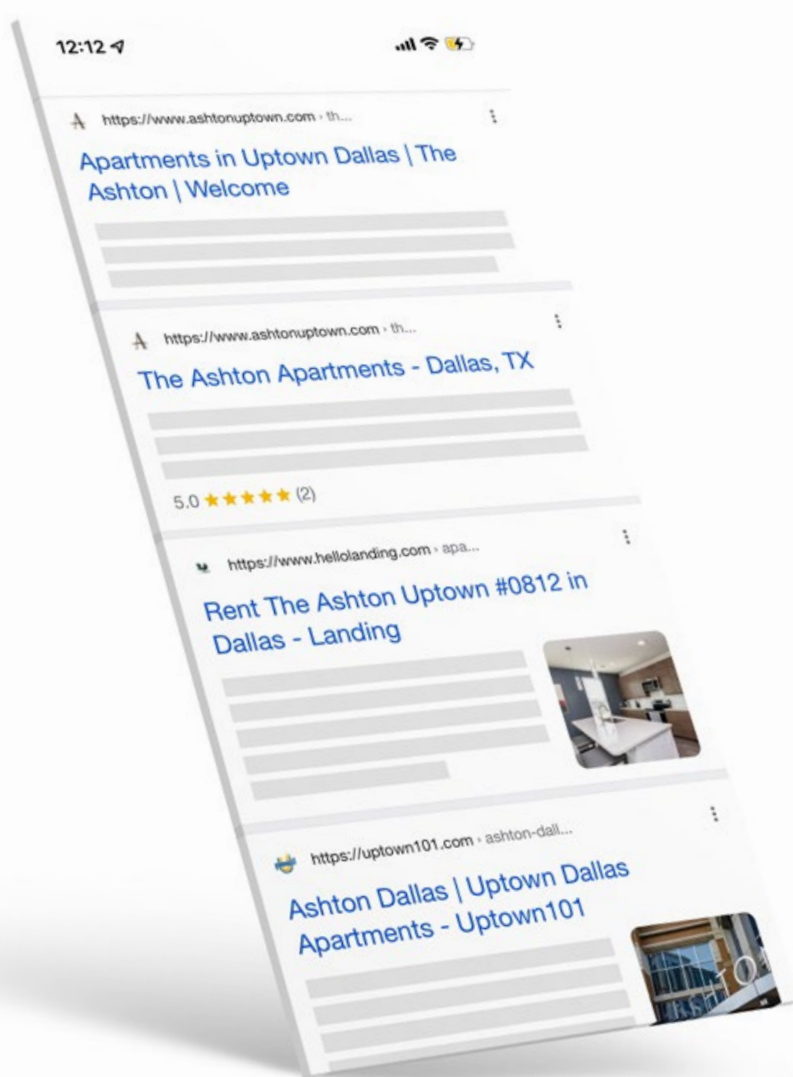 12:12
https://www.ashtonuptown.com › th...
Apartments in Uptown Dallas | The
Ashton | Welcome
https://www.ashtonuptown.com › th...
The Ashton Apartments - Dallas, TX
5.0 ★★★★★ (2)
https://www.hellolanding.com › apa...
Rent The Ashton Uptown #0812 in
Dallas - Landing
https://uptown101.com › ashton-dall...
Ashton Dallas | Uptown Dallas
Apartments - Uptown101